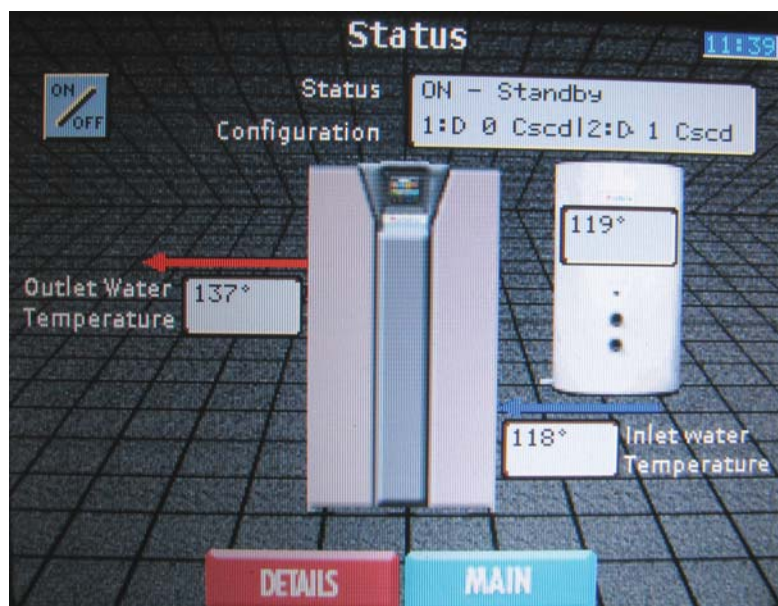 Status
11:39
ON
OFF
Status
ON - Standby
Configuration
1:D 0 Cscd|2:D 1 Cscd
119°
Outlet Water
Temperature
137°
118°
Inlet water
Temperature
DETAILS
MAIN